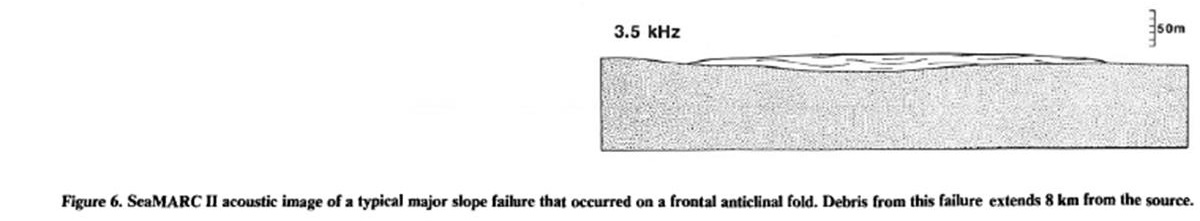 3.5 kHz
50m
Figure 6. SeaMARC II acoustic image of a typical major slope failure that occurred on a frontal anticlinal fold. Debris from this failure extends 8 km from the source.